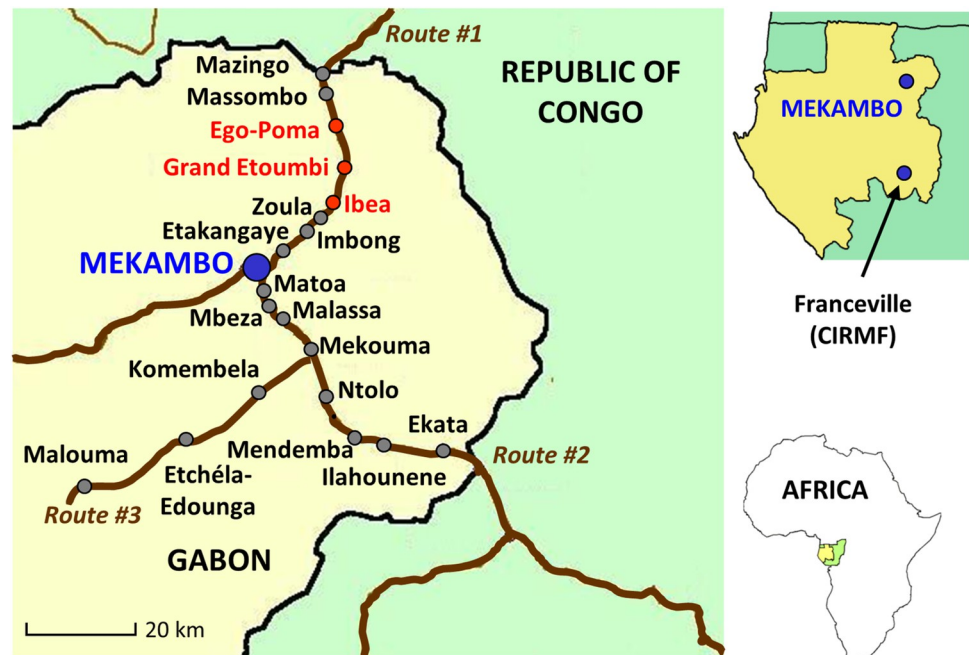 Route #1
Mazingo
Massombo
REPUBLIC OF
CONGO
Ego-Poma
Grand Etoumbi
Ibea
Zoula
Etakangaye
Imbong
MEKAMBO
Matoa
Mbeza
Malassa
Mekouma
Komembela
Ntolo
Ekata
Malouma
Mendemba
Route #2
Etchéla-
Edounga
Ilahounene
Route #3
GABON
20 km
MEKAMBO
Franceville
(CIRMF)
AFRICA